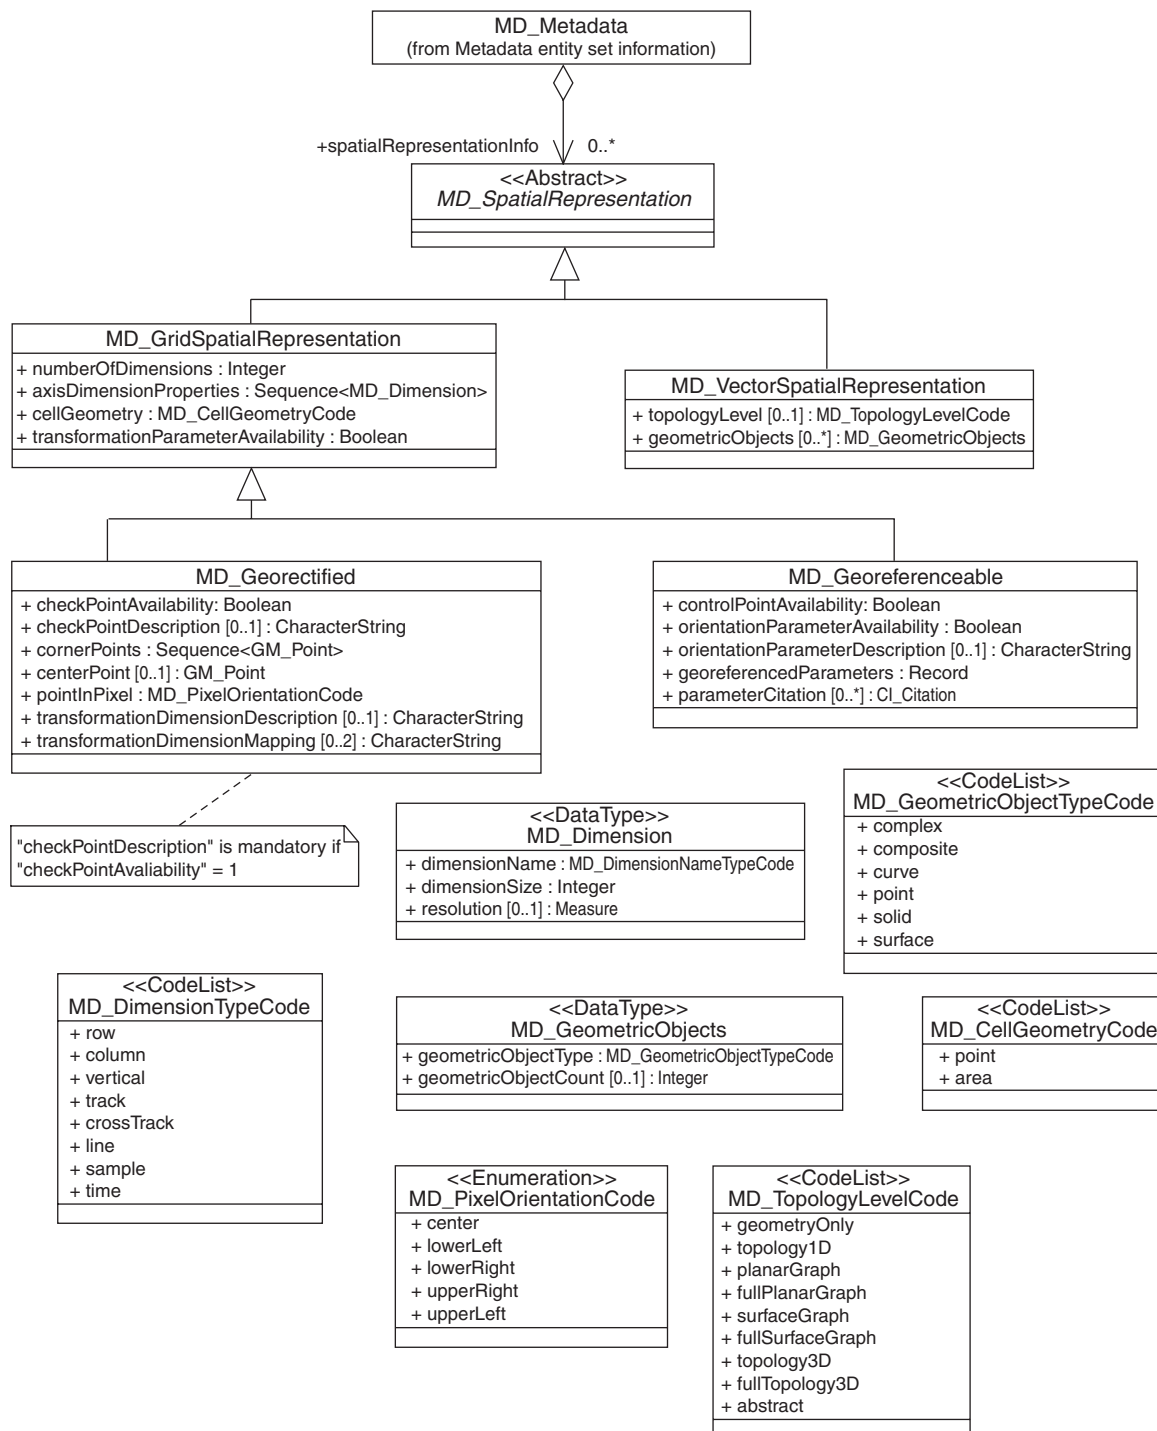 MD_Metadata
(from Metadata entity set information)
+spatialRepresentationInfo 0..*
<<Abstract>>
MD_SpatialRepresentation
MD_GridSpatialRepresentation
+ numberOfDimensions : Integer
+ axisDimensionProperties : Sequence<MD_Dimension>
+ cellGeometry : MD_CellGeometryCode
+ transformationParameterAvailability : Boolean
MD_VectorSpatialRepresentation
+ topologyLevel [0..1] : MD_TopologyLevelCode
+ geometricObjects [0..*] : MD_GeometricObjects
MD_Georectified
+ checkPointAvailability: Boolean
+ checkPointDescription [0..1] : CharacterString
+ cornerPoints : Sequence<GM_Point>
+ centerPoint [0..1] : GM_Point
+ pointInPixel : MD_PixelOrientationCode
+ transformationDimensionDescription [0..1] : CharacterString
+ transformationDimensionMapping [0..2] : CharacterString
MD_Georeferenceable
+ controlPointAvailability: Boolean
+ orientationParameterAvailability : Boolean
+ orientationParameterDescription [0..1] : CharacterString
+ georeferencedParameters : Record
+ parameterCitation [0..*] : CI_Citation
"checkPointDescription" is mandatory if
"checkPointAvaliability" = 1
<<DataType>>
MD_Dimension
+ dimensionName : MD_DimensionNameTypeCode
+ dimensionSize : Integer
+ resolution [0..1] : Measure
<<CodeList>>
MD_GeometricObjectTypeCode
+ complex
+ composite
+ curve
+ point
+ solid
+ surface
<<CodeList>>
MD_DimensionTypeCode
+ row
+ column
+ vertical
+ track
+ crossTrack
+ line
+ sample
+ time
<<DataType>>
MD_GeometricObjects
+ geometricObjectType : MD_GeometricObjectTypeCode
+ geometricObjectCount [0..1] : Integer
<<CodeList>>
MD_CellGeometryCode
+ point
+ area
<<Enumeration>>
MD_PixelOrientationCode
+ center
+ lowerLeft
+ lowerRight
+ upperRight
+ upperLeft
<<CodeList>>
MD_TopologyLevelCode
+ geometryOnly
+ topology1D
+ planarGraph
+ fullPlanarGraph
+ surfaceGraph
+ fullSurfaceGraph
+ topology3D
+ fullTopology3D
+ abstract